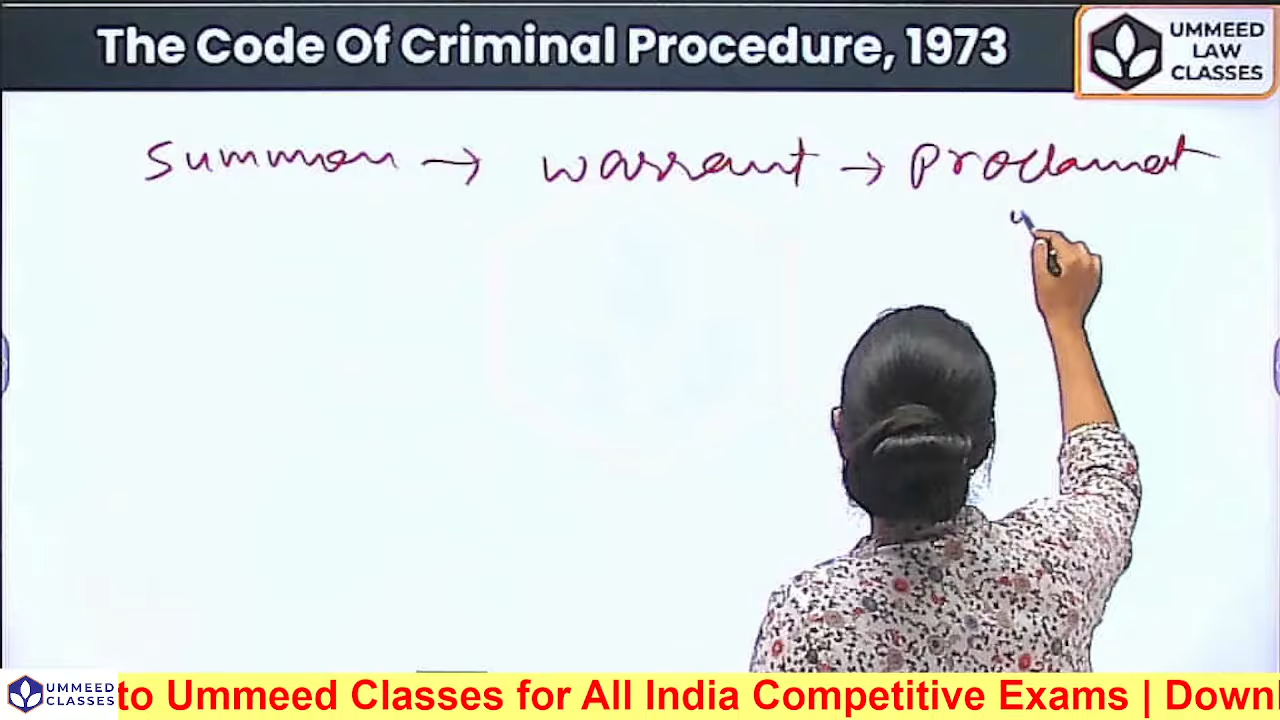 The Code Of Criminal Procedure, 1973
UMMEED
LAW
CLASSES
Summon → warrant → Proclamat
UMMEED
CLASSES
to Ummeed Classes for All India Competitive Exams | Downl